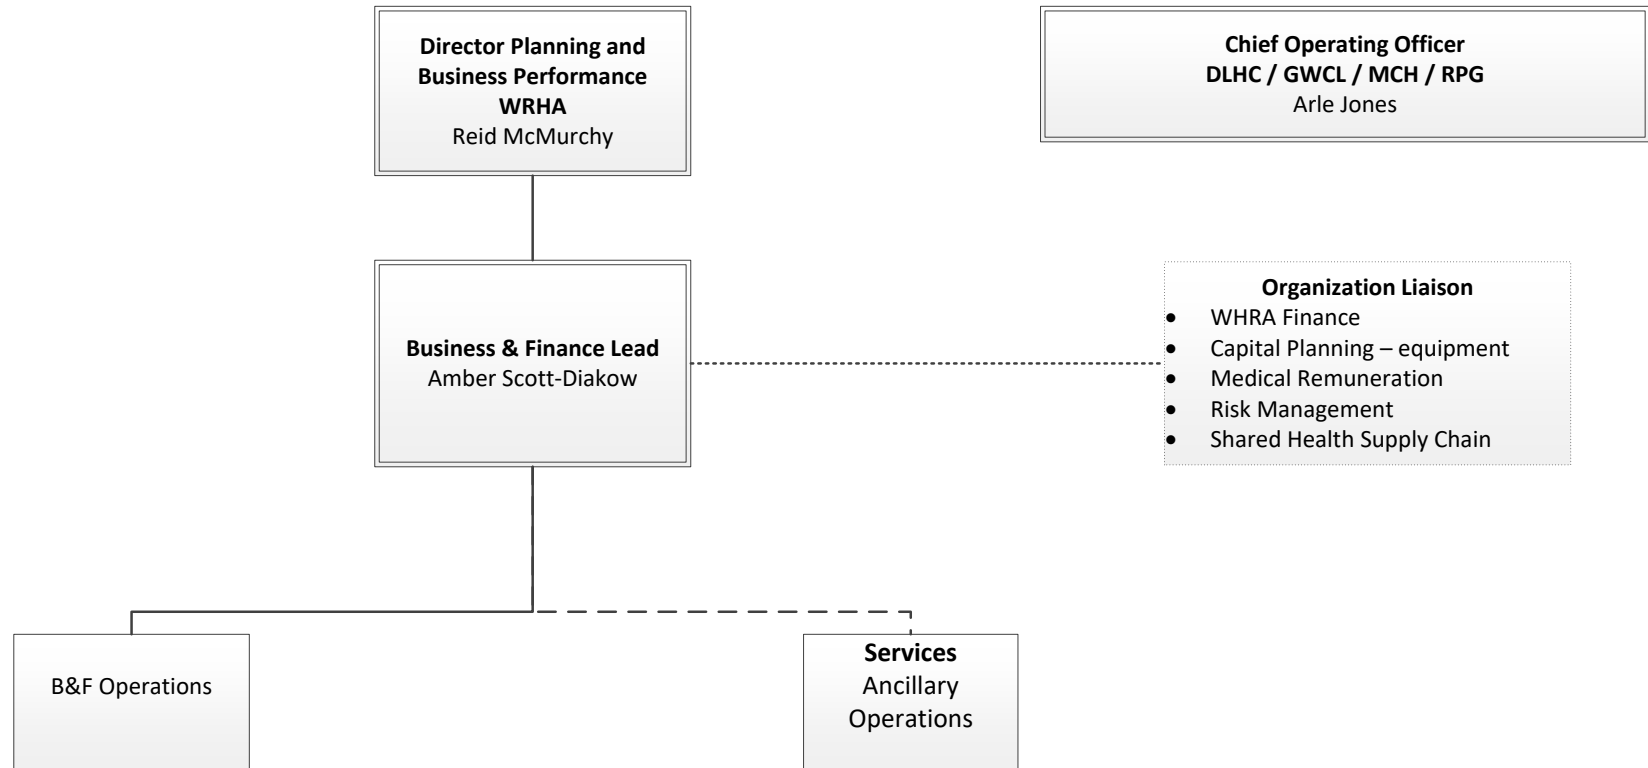 Director Planning and
Business Performance
WRHA
Reid McMurchy
Chief Operating Officer
DLHC / GWCL / MCH / RPG
Arle Jones
Business & Finance Lead
Amber Scott-Diakow
Organization Liaison
• WHRA Finance
• Capital Planning – equipment
• Medical Remuneration
• Risk Management
• Shared Health Supply Chain
B&F Operations
Services
Ancillary
Operations